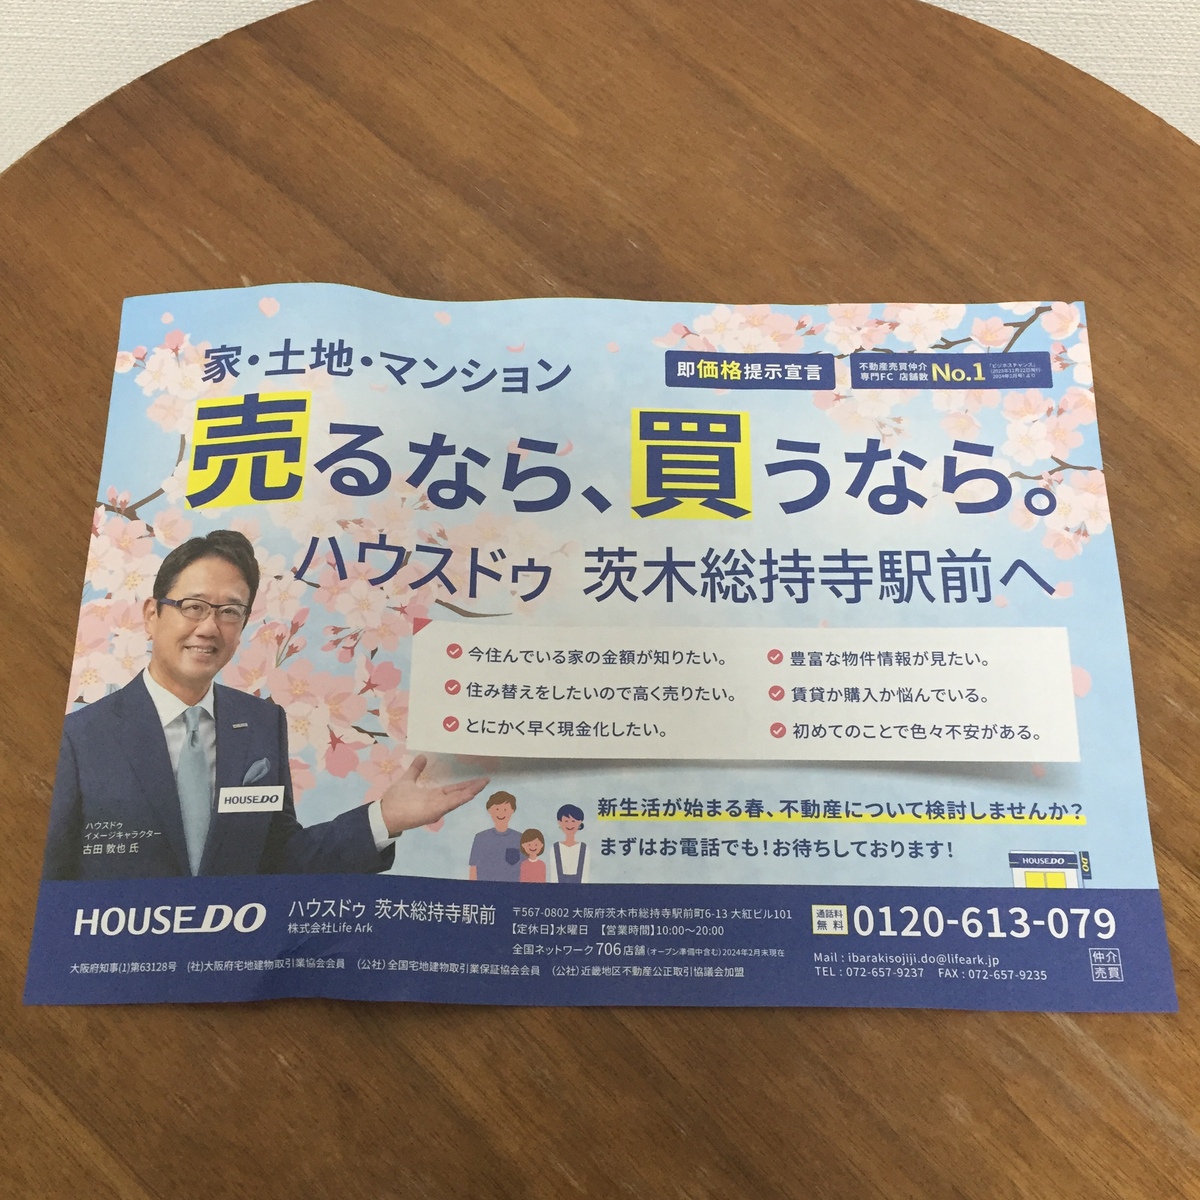 家・土地・マンション
即価格提示宣言
不動産売買仲介
専門FC 店舗数 No.1
売るなら、買うなら。
ハウスドゥ 茨木総持寺駅前へ
今住んでいる家の金額が知りたい。
住み替えをしたいので高く売りたい。
とにかく早く現金化したい。
豊富な物件情報が見たい。
賃貸か購入か悩んでいる。
初めてのことで色々不安がある。
新生活が始まる春、不動産について検討しませんか?
まずはお電話でも!お待ちしております!
HOUSEDO
ハウスドゥ
イメージキャラクター
古田 敦也 氏
HOUSEDO
DO
HOUSEDO
ハウスドゥ 茨木総持寺駅前
株式会社Life Ark
〒567-0802 大阪府茨木市総持寺駅前町6-13 大紅ビル101
【定休日】水曜日 【営業時間】10:00〜20:00
全国ネットワーク706店舗(オープン準備中含む)2024年2月末現在
通話料
無料
0120-613-079
Mail : ibarakisojiji.do@lifeark.jp
TEL : 072-657-9237 FAX : 072-657-9235
仲介
売買
大阪府知事(1)第63128号 (社)大阪府宅地建物取引業協会会員 (公社)全国宅地建物取引業保証協会会員 (公社)近畿地区不動産公正取引協議会加盟